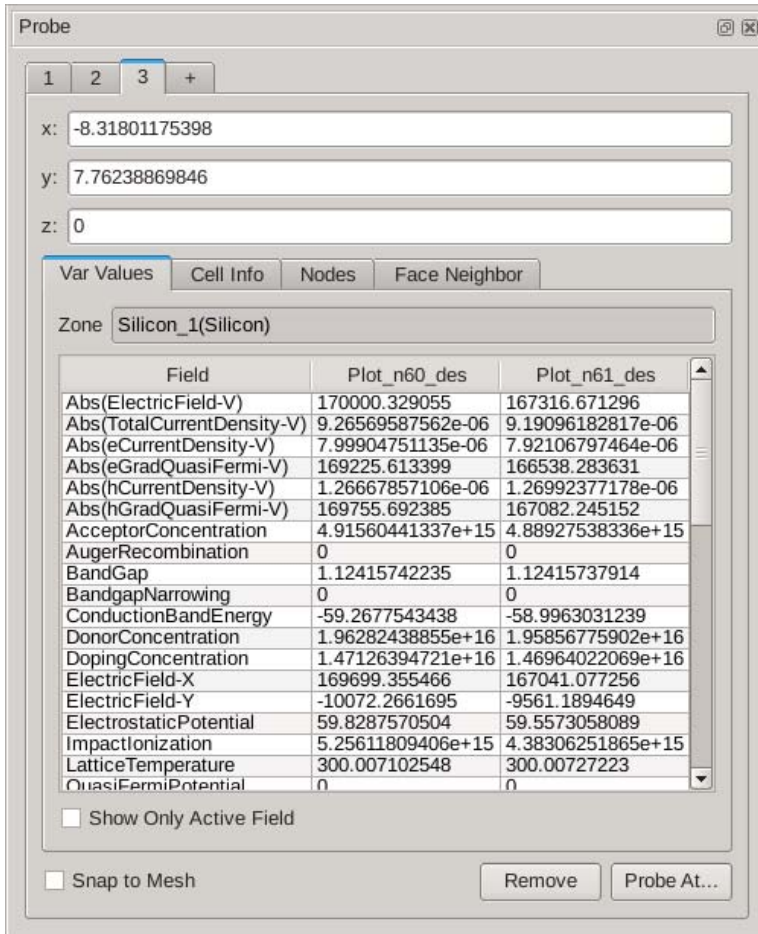 Probe
1 2 3 +
x: -8.31801175398
y: 7.76238869846
z: 0
Var Values Cell Info Nodes Face Neighbor
Zone Silicon_1(Silicon)
Field Plot_n60_des Plot_n61_des
Abs(ElectricField-V) 170000.329055 167316.671296
Abs(TotalCurrentDensity-V) 9.26569587562e-06 9.19096182817e-06
Abs(eCurrentDensity-V) 7.99904751135e-06 7.92106797464e-06
Abs(eGradQuasiFermi-V) 169225.613399 166538.283631
Abs(hCurrentDensity-V) 1.26667857106e-06 1.26992377178e-06
Abs(hGradQuasiFermi-V) 169755.692385 167082.245152
AcceptorConcentration 4.91560441337e+15 4.88927538336e+15
AugerRecombination 0 0
BandGap 1.12415742235 1.12415737914
BandgapNarrowing 0 0
ConductionBandEnergy -59.2677543438 -58.9963031239
DonorConcentration 1.96282438855e+16 1.95856775902e+16
DopingConcentration 1.47126394721e+16 1.46964022069e+16
ElectricField-X 169699.355466 167041.077256
ElectricField-Y -10072.2661695 -9561.1894649
ElectrostaticPotential 59.8287570504 59.5573058089
ImpactIonization 5.25611809406e+15 4.38306251865e+15
LatticeTemperature 300.007102548 300.00727223
QuasiFermiPotential 0 0
Show Only Active Field
Snap to Mesh Remove Probe At...